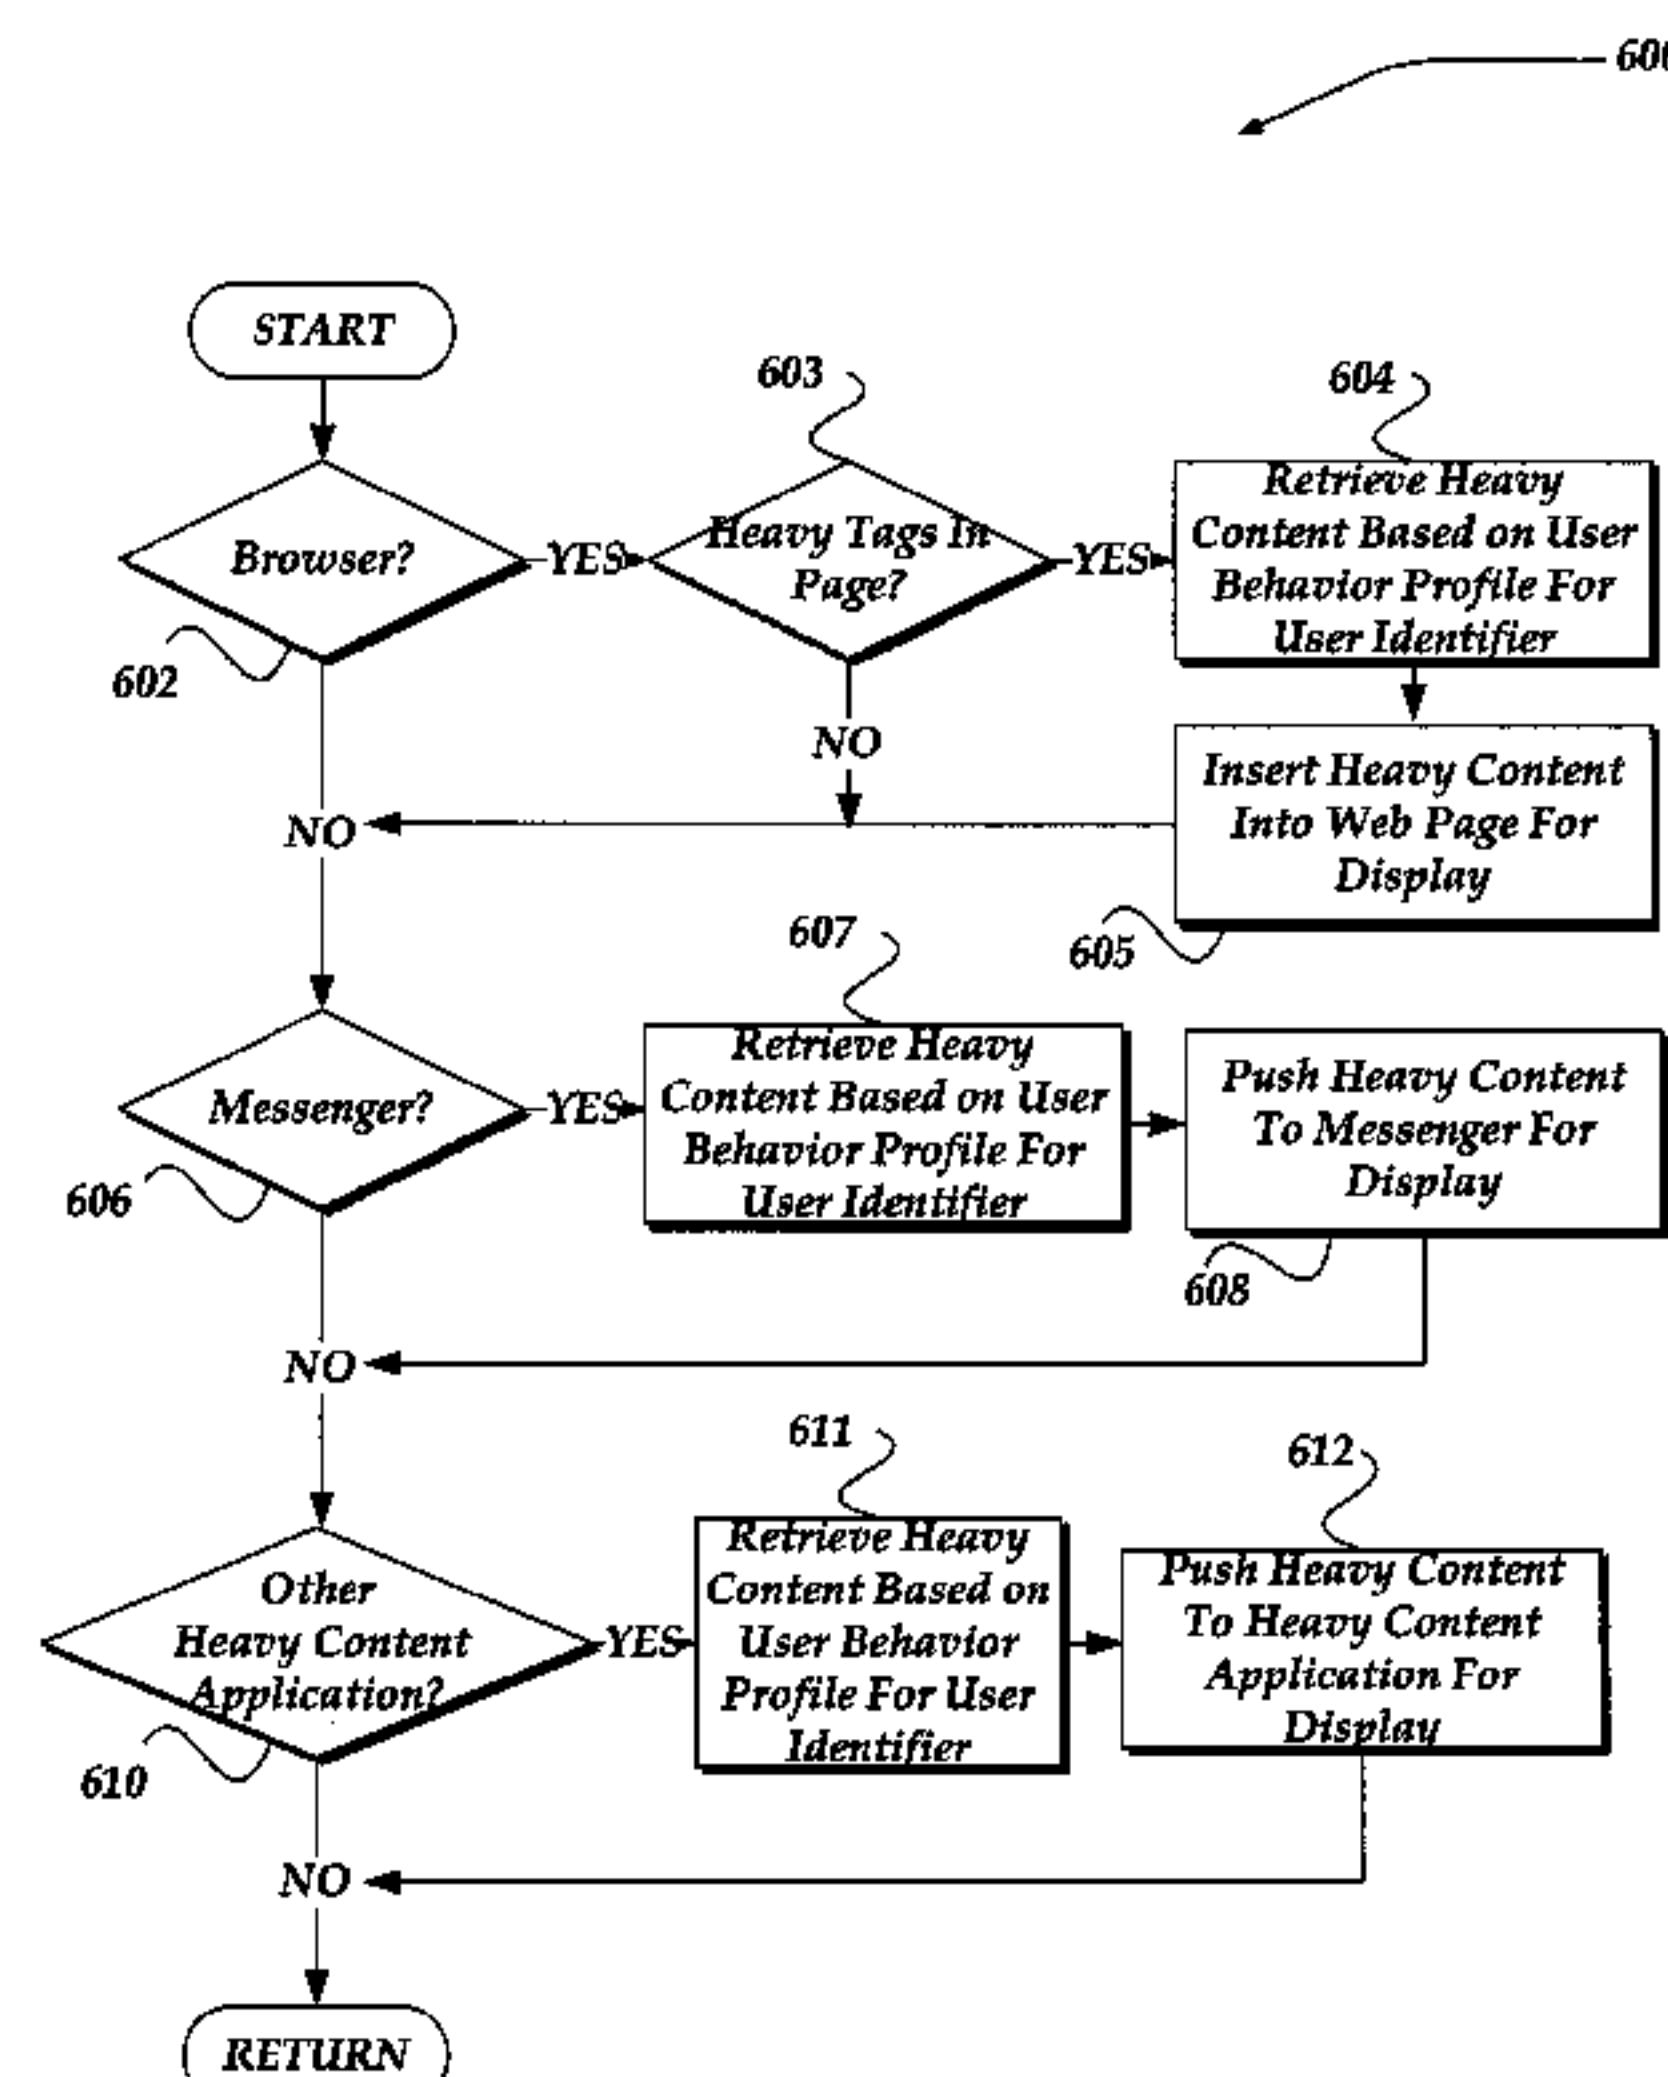 600
START
603
604
Browser?
YES
Heavy Tags In
Page?
YES
Retrieve Heavy
Content Based on User
Behavior Profile For
User Identifier
602
NO
Insert Heavy Content
Into Web Page For
Display
NO
605
607
Messenger?
YES
Retrieve Heavy
Content Based on User
Behavior Profile For
User Identifier
Push Heavy Content
To Messenger For
Display
606
608
NO
611
612
Other
Heavy Content
Application?
YES
Retrieve Heavy
Content Based on
User Behavior
Profile For User
Identifier
Push Heavy Content
To Heavy Content
Application For
Display
610
NO
RETURN